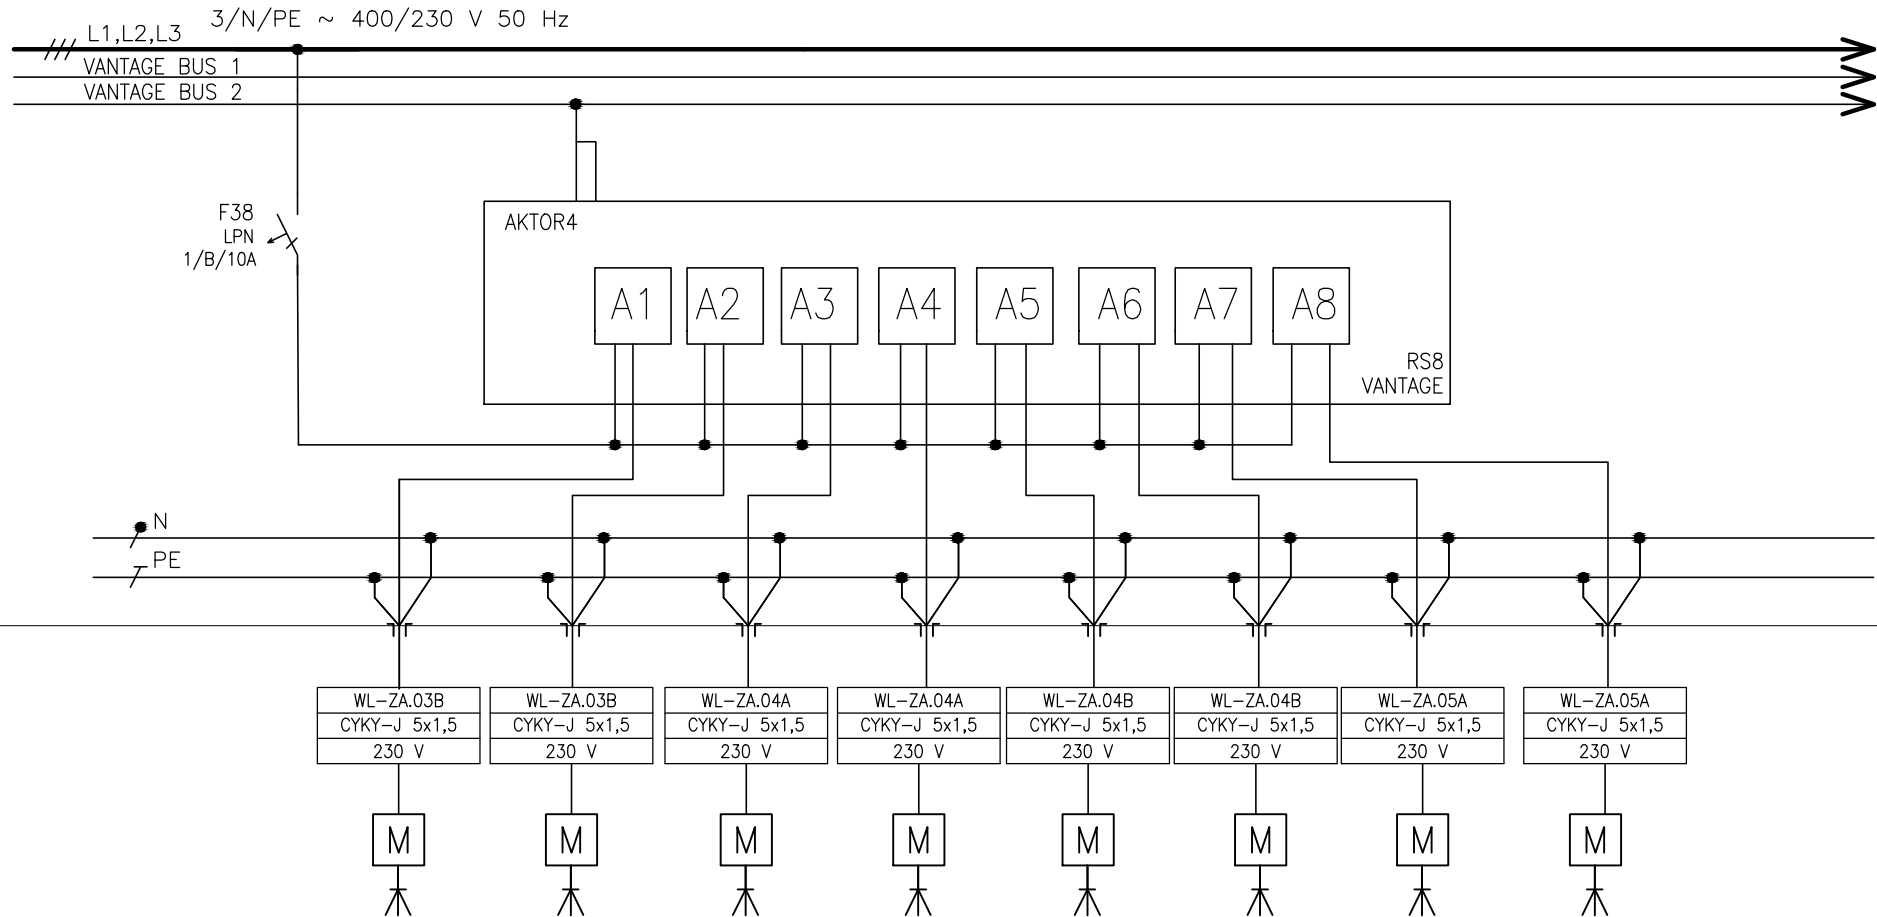 3/N/PE ~ 400/230 V 50 Hz
L1,L2,L3
VANTAGE BUS 1
VANTAGE BUS 2
F38
LPN
1/B/10A
AKTOR4
A1 A2 A3 A4 A5 A6 A7 A8
RS8
VANTAGE
N
PE
WL-ZA.03B WL-ZA.03B WL-ZA.04A WL-ZA.04A WL-ZA.04B WL-ZA.04B WL-ZA.05A WL-ZA.05A
CYKY-J 5x1,5 CYKY-J 5x1,5 CYKY-J 5x1,5 CYKY-J 5x1,5 CYKY-J 5x1,5 CYKY-J 5x1,5 CYKY-J 5x1,5 CYKY-J 5x1,5
230 V 230 V 230 V 230 V 230 V 230 V 230 V 230 V
M M M M M M M M